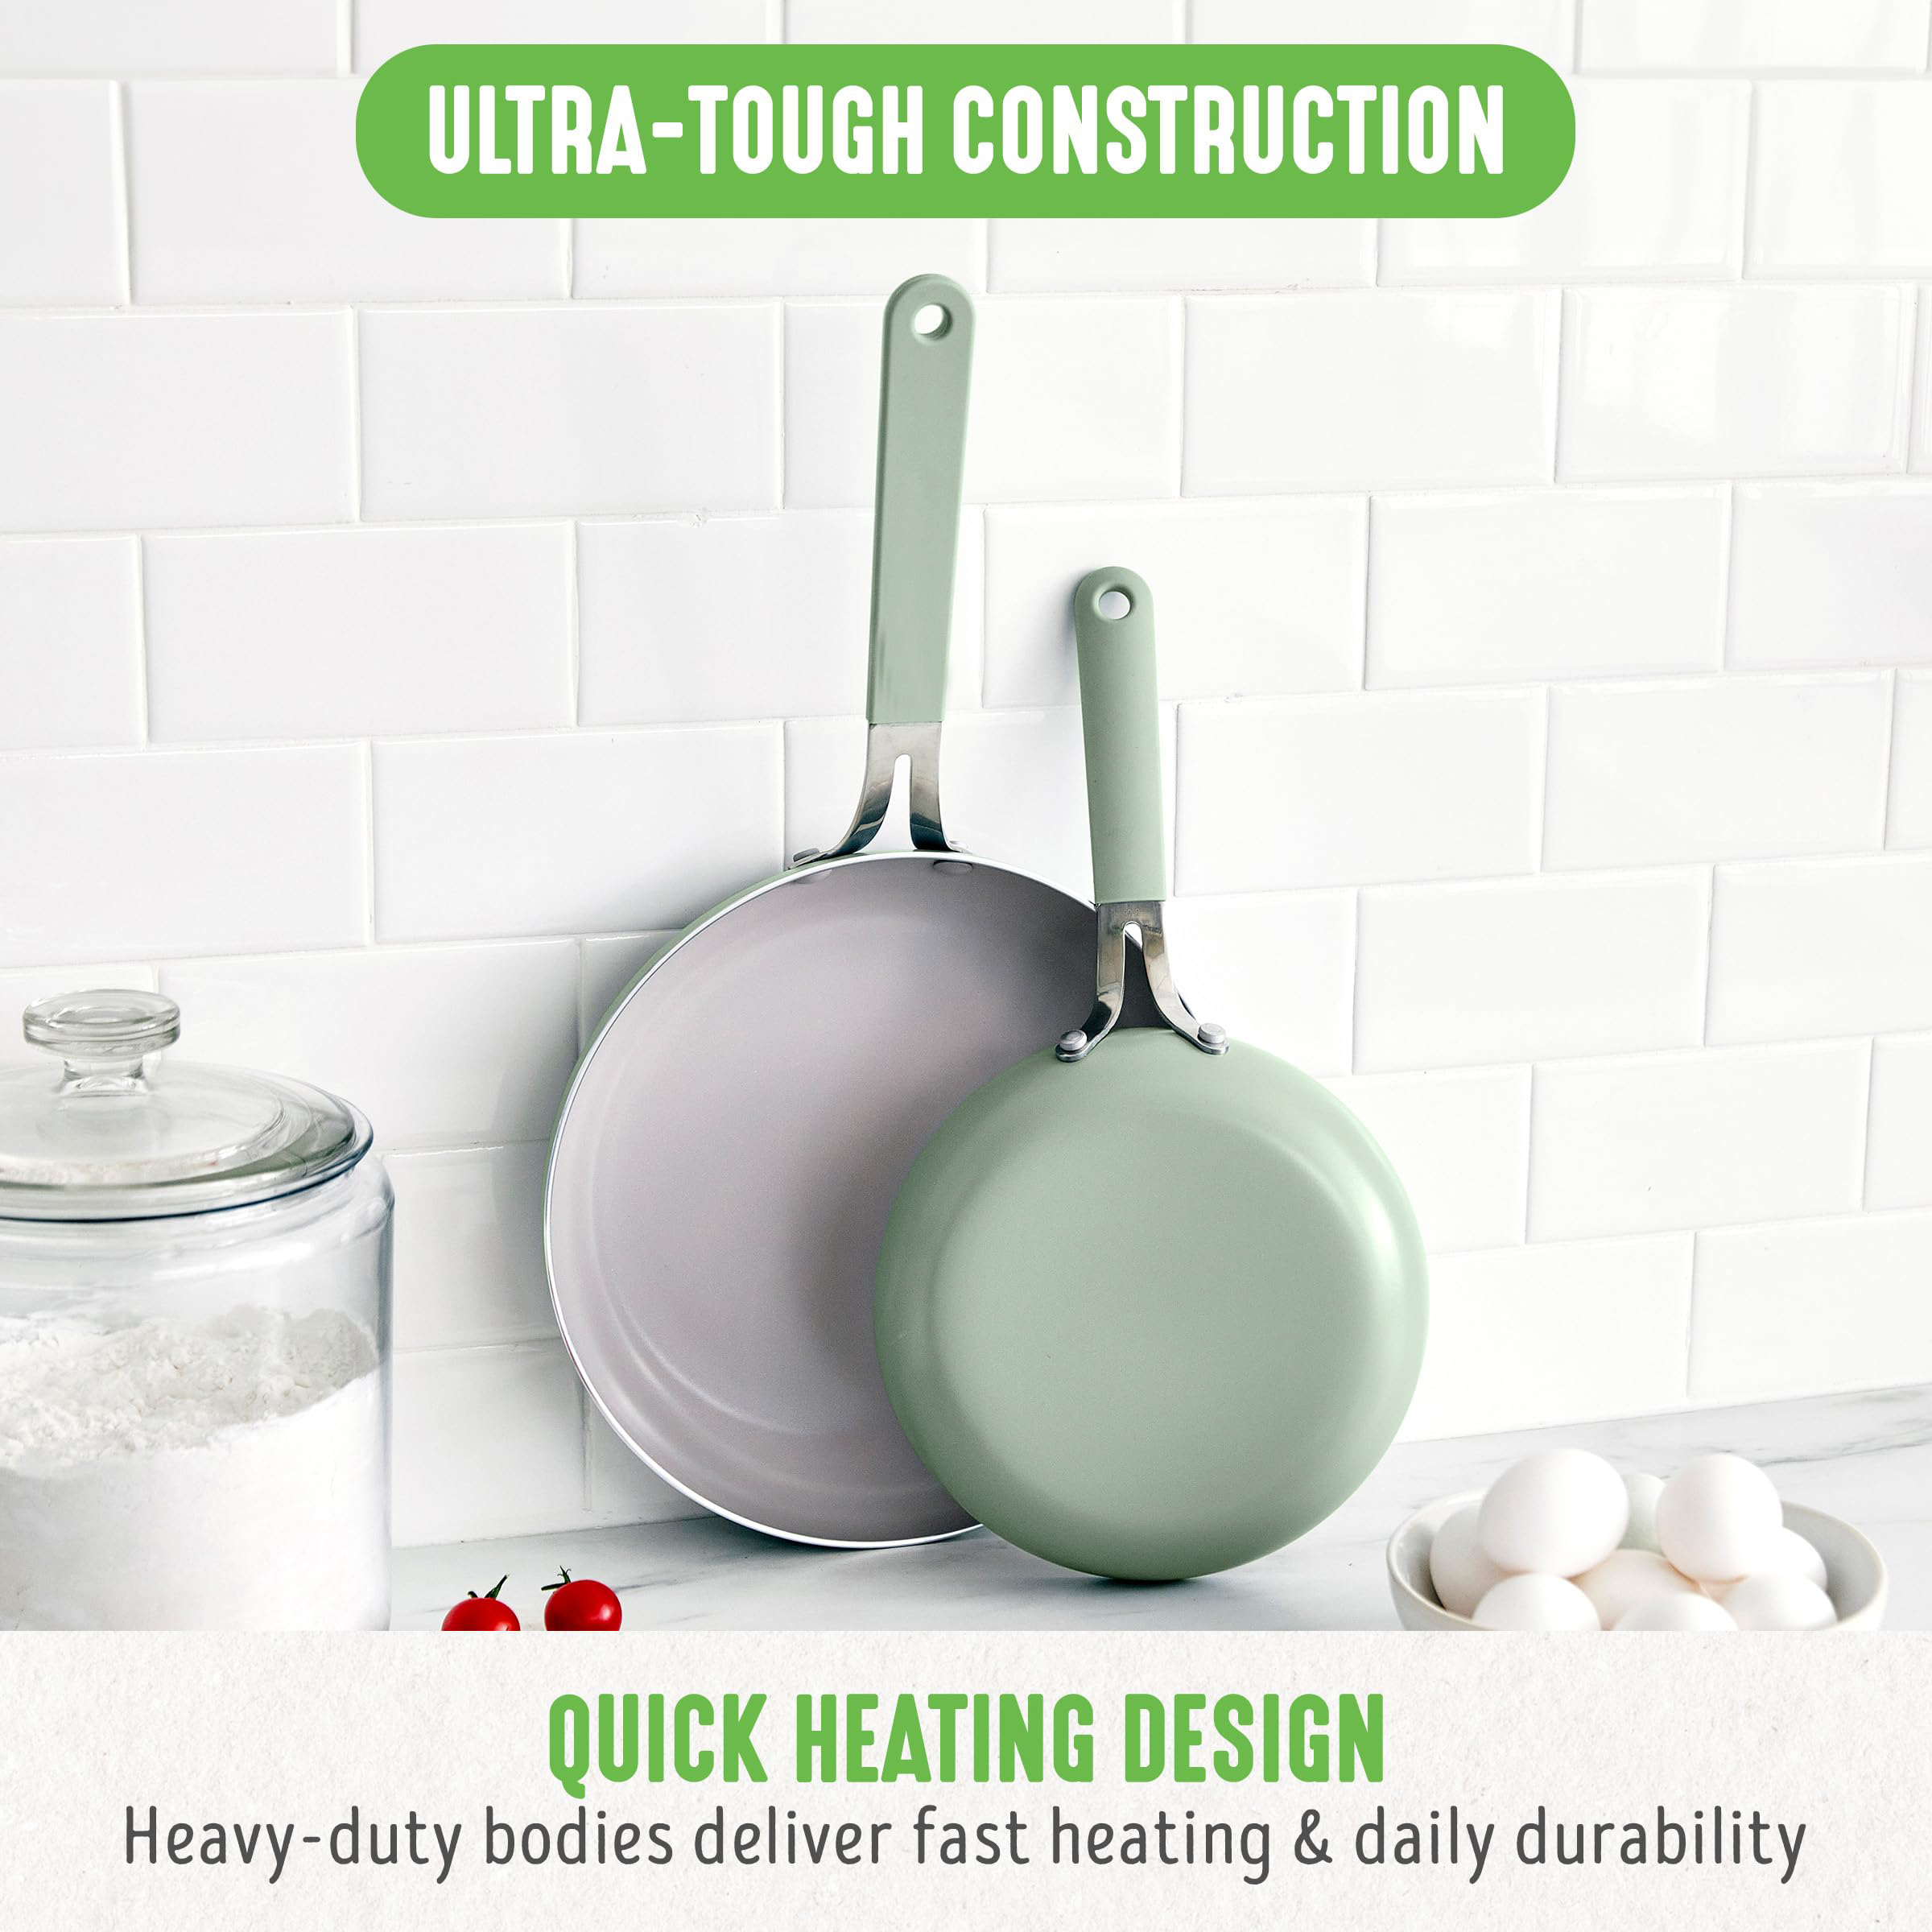 ULTRA-TOUGH CONSTRUCTION
QUICK HEATING DESIGN
Heavy-duty bodies deliver fast heating & daily durability